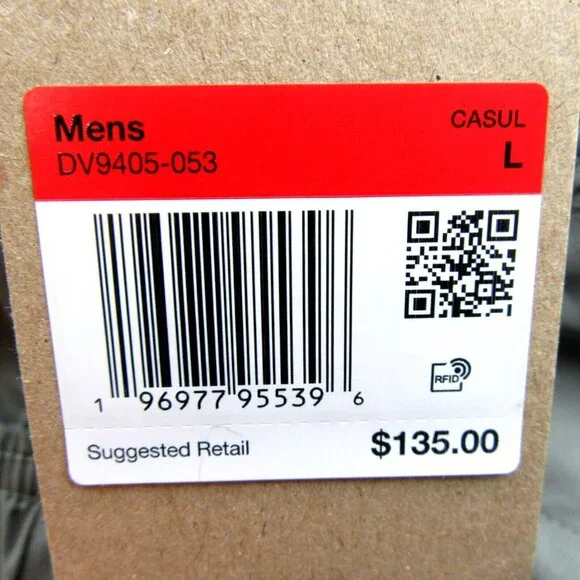 Mens
CASUL
DV9405-053
L
1 96977 95539 6
RFID
Suggested Retail
$135.00